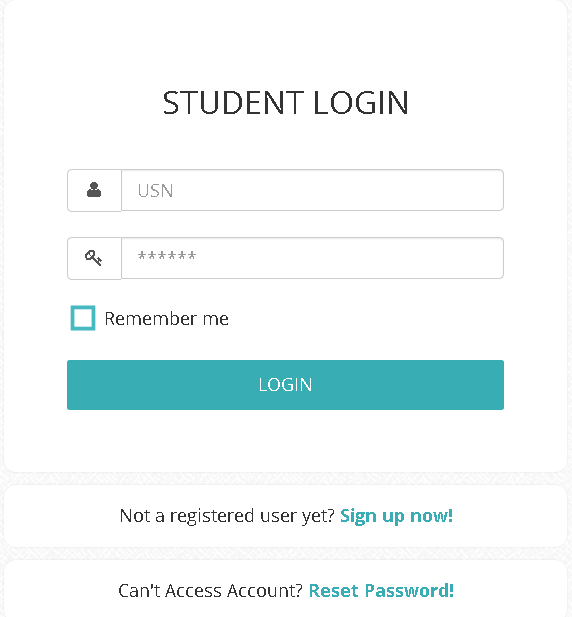 STUDENT LOGIN
USN
******
Remember me
LOGIN
Not a registered user yet? Sign up now!
Can't Access Account? Reset Password!